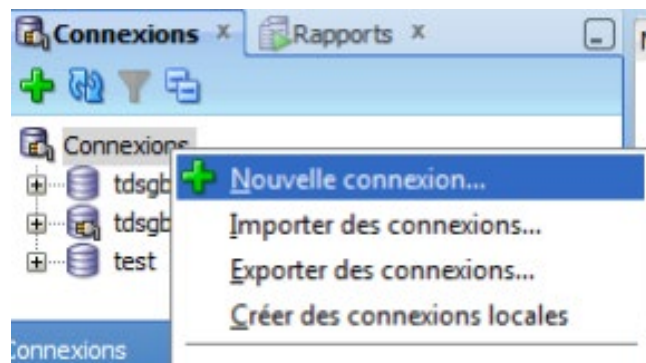 Connexions Rapports
Connexions
tdsgb
tdsgb
test
Nouvelle connexion...
Importer des connexions...
Exporter des connexions...
Créer des connexions locales
Connexions